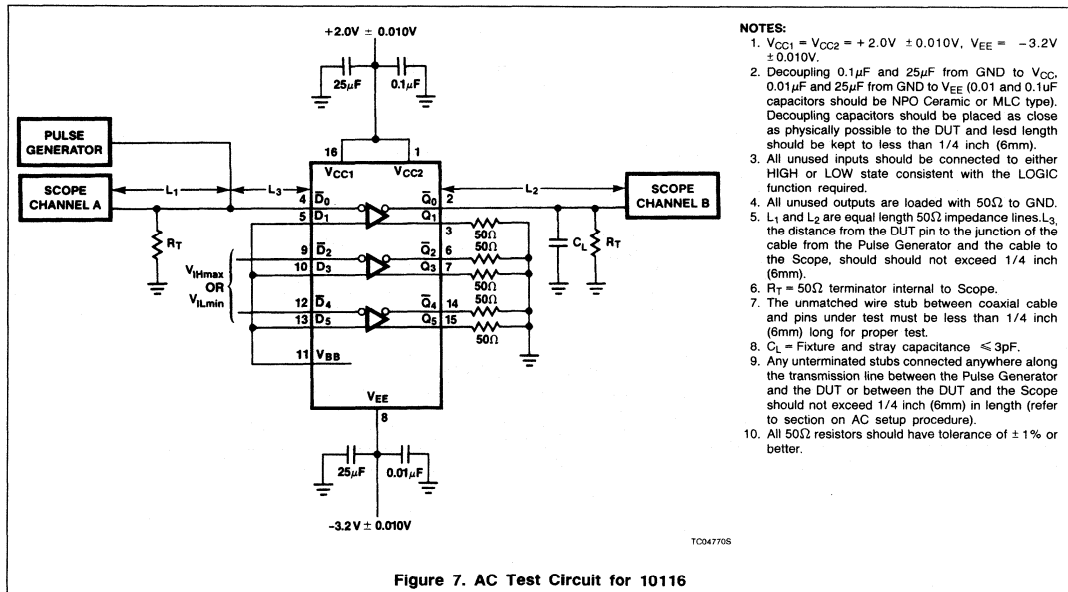 +2.0V ± 0.010V
25μF
0.1μF
PULSE
GENERATOR
SCOPE
CHANNEL A
L1
L3
RT
16
1
VCC1
VCC2
L2
SCOPE
CHANNEL B
4 D̅0
Q̅0 2
5 D1
Q1
3
50Ω
CL
RT
9 D̅2
Q̅2 6
50Ω
10 D3
Q3 7
50Ω
VIHmax
OR
VILmin
12 D̅4
Q̅4 14
50Ω
13 D5
Q5 15
50Ω
11 VBB
VEE
8
25μF
0.01μF
-3.2V ± 0.010V
NOTES:
1. VCC1 = VCC2 = +2.0V ±0.010V, VEE = -3.2V
±0.010V.
2. Decoupling 0.1μF and 25μF from GND to VCC,
0.01μF and 25μF from GND to VEE (0.01 and 0.1uF
capacitors should be NPO Ceramic or MLC type).
Decoupling capacitors should be placed as close
as physically possible to the DUT and lesd length
should be kept to less than 1/4 inch (6mm).
3. All unused inputs should be connected to either
HIGH or LOW state consistent with the LOGIC
function required.
4. All unused outputs are loaded with 50Ω to GND.
5. L1 and L2 are equal length 50Ω impedance lines. L3,
the distance from the DUT pin to the junction of the
cable from the Pulse Generator and the cable to
the Scope, should should not exceed 1/4 inch
(6mm).
6. RT = 50Ω terminator internal to Scope.
7. The unmatched wire stub between coaxial cable
and pins under test must be less than 1/4 inch
(6mm) long for proper test.
8. CL = Fixture and stray capacitance ≤ 3pF.
9. Any unterminated stubs connected anywhere along
the transmission line between the Pulse Generator
and the DUT or between the DUT and the Scope
should not exceed 1/4 inch (6mm) in length (refer
to section on AC setup procedure).
10. All 50Ω resistors should have tolerance of ±1% or
better.
TC04770S
Figure 7. AC Test Circuit for 10116